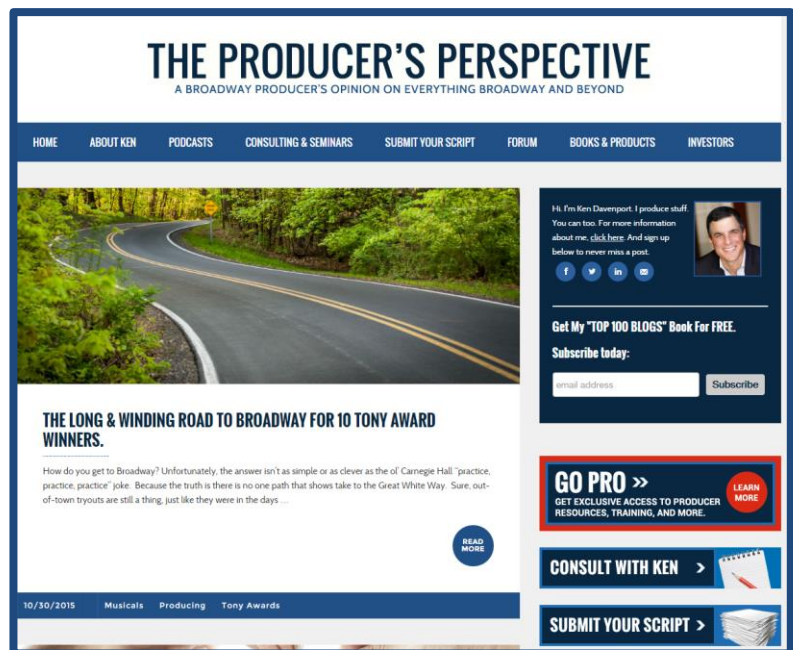 THE PRODUCER'S PERSPECTIVE
A BROADWAY PRODUCER'S OPINION ON EVERYTHING BROADWAY AND BEYOND
HOME ABOUT KEN PODCASTS CONSULTING & SEMINARS SUBMIT YOUR SCRIPT FORUM BOOKS & PRODUCTS INVESTORS
THE LONG & WINDING ROAD TO BROADWAY FOR 10 TONY AWARD
WINNERS.
How do you get to Broadway? Unfortunately, the answer isn't as simple or as clever as the ol' Carnegie Hall "practice,
practice, practice" joke. Because the truth is there is no one path that shows take to the Great White Way. Sure, out-
of-town tryouts are still a thing, just like they were in the days ...
READ
MORE
10/30/2015 Musicals Producing Tony Awards
Hi. I'm Ken Davenport. I produce stuff.
You can too. For more information
about me, click here. And sign up
below to never miss a post.
Get My "TOP 100 BLOGS" Book For FREE.
Subscribe today:
email address Subscribe
GO PRO »
GET EXCLUSIVE ACCESS TO PRODUCER
RESOURCES, TRAINING, AND MORE.
LEARN
MORE
CONSULT WITH KEN >
SUBMIT YOUR SCRIPT >